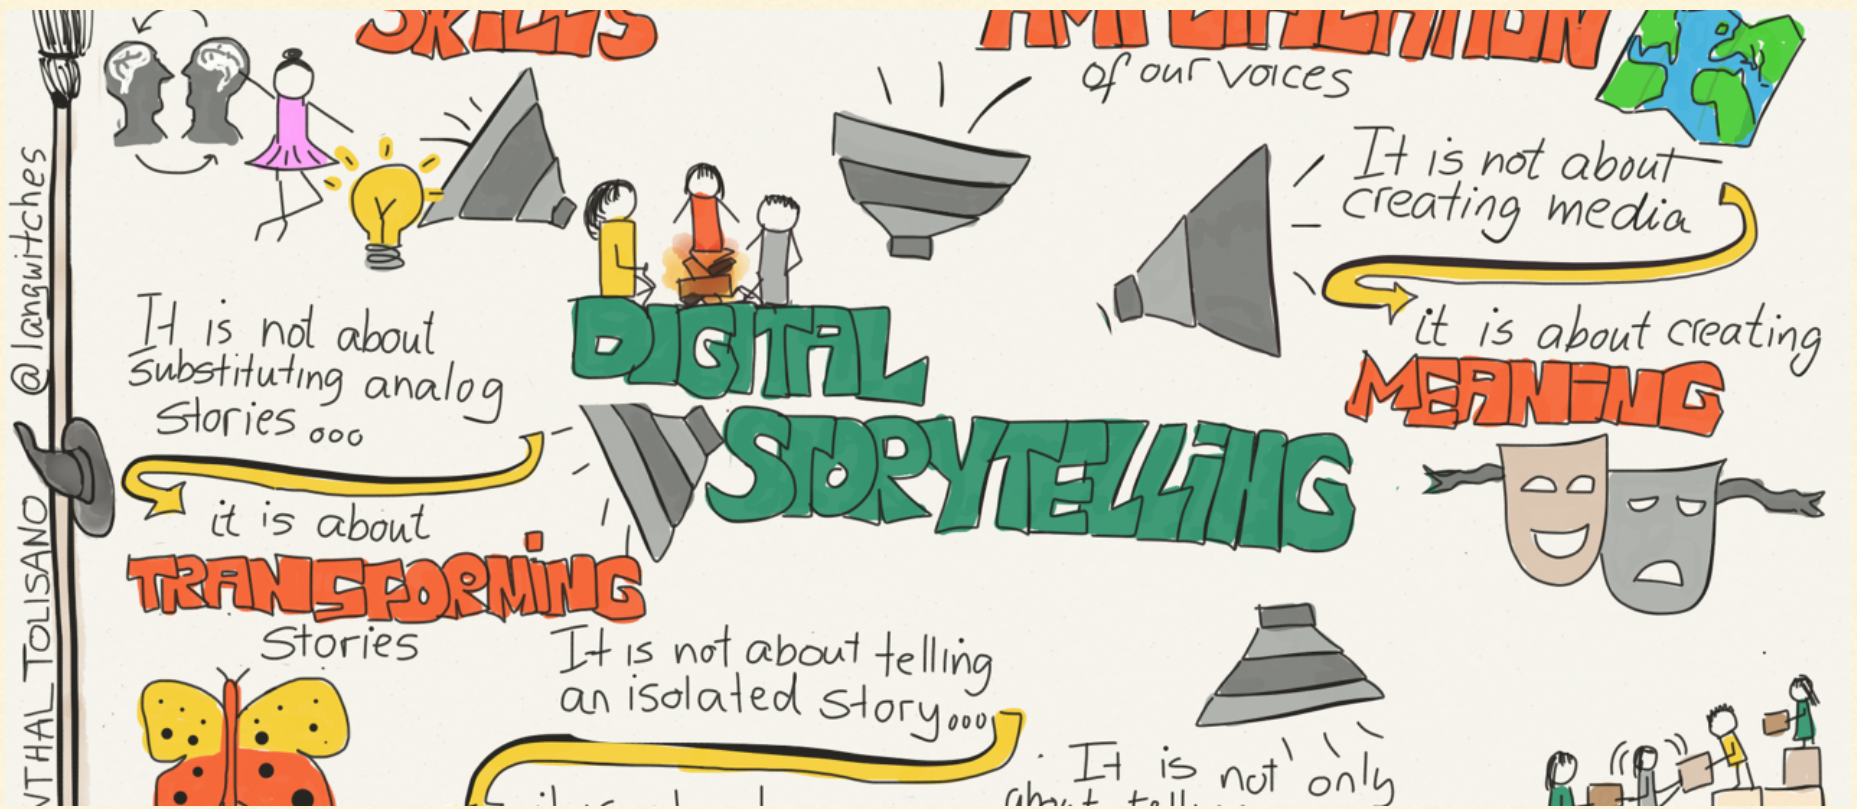 SKILLS
AMPLIFICATION
of our voices
It is not about
creating media
it is about creating
MEANING
@langwitches
It is not about
substituting analog
stories ...
it is about
TRANSFORMING
stories
DIGITAL
STORYTELLING
It is not about telling
an isolated story...
It is not only
about
TOLISANO